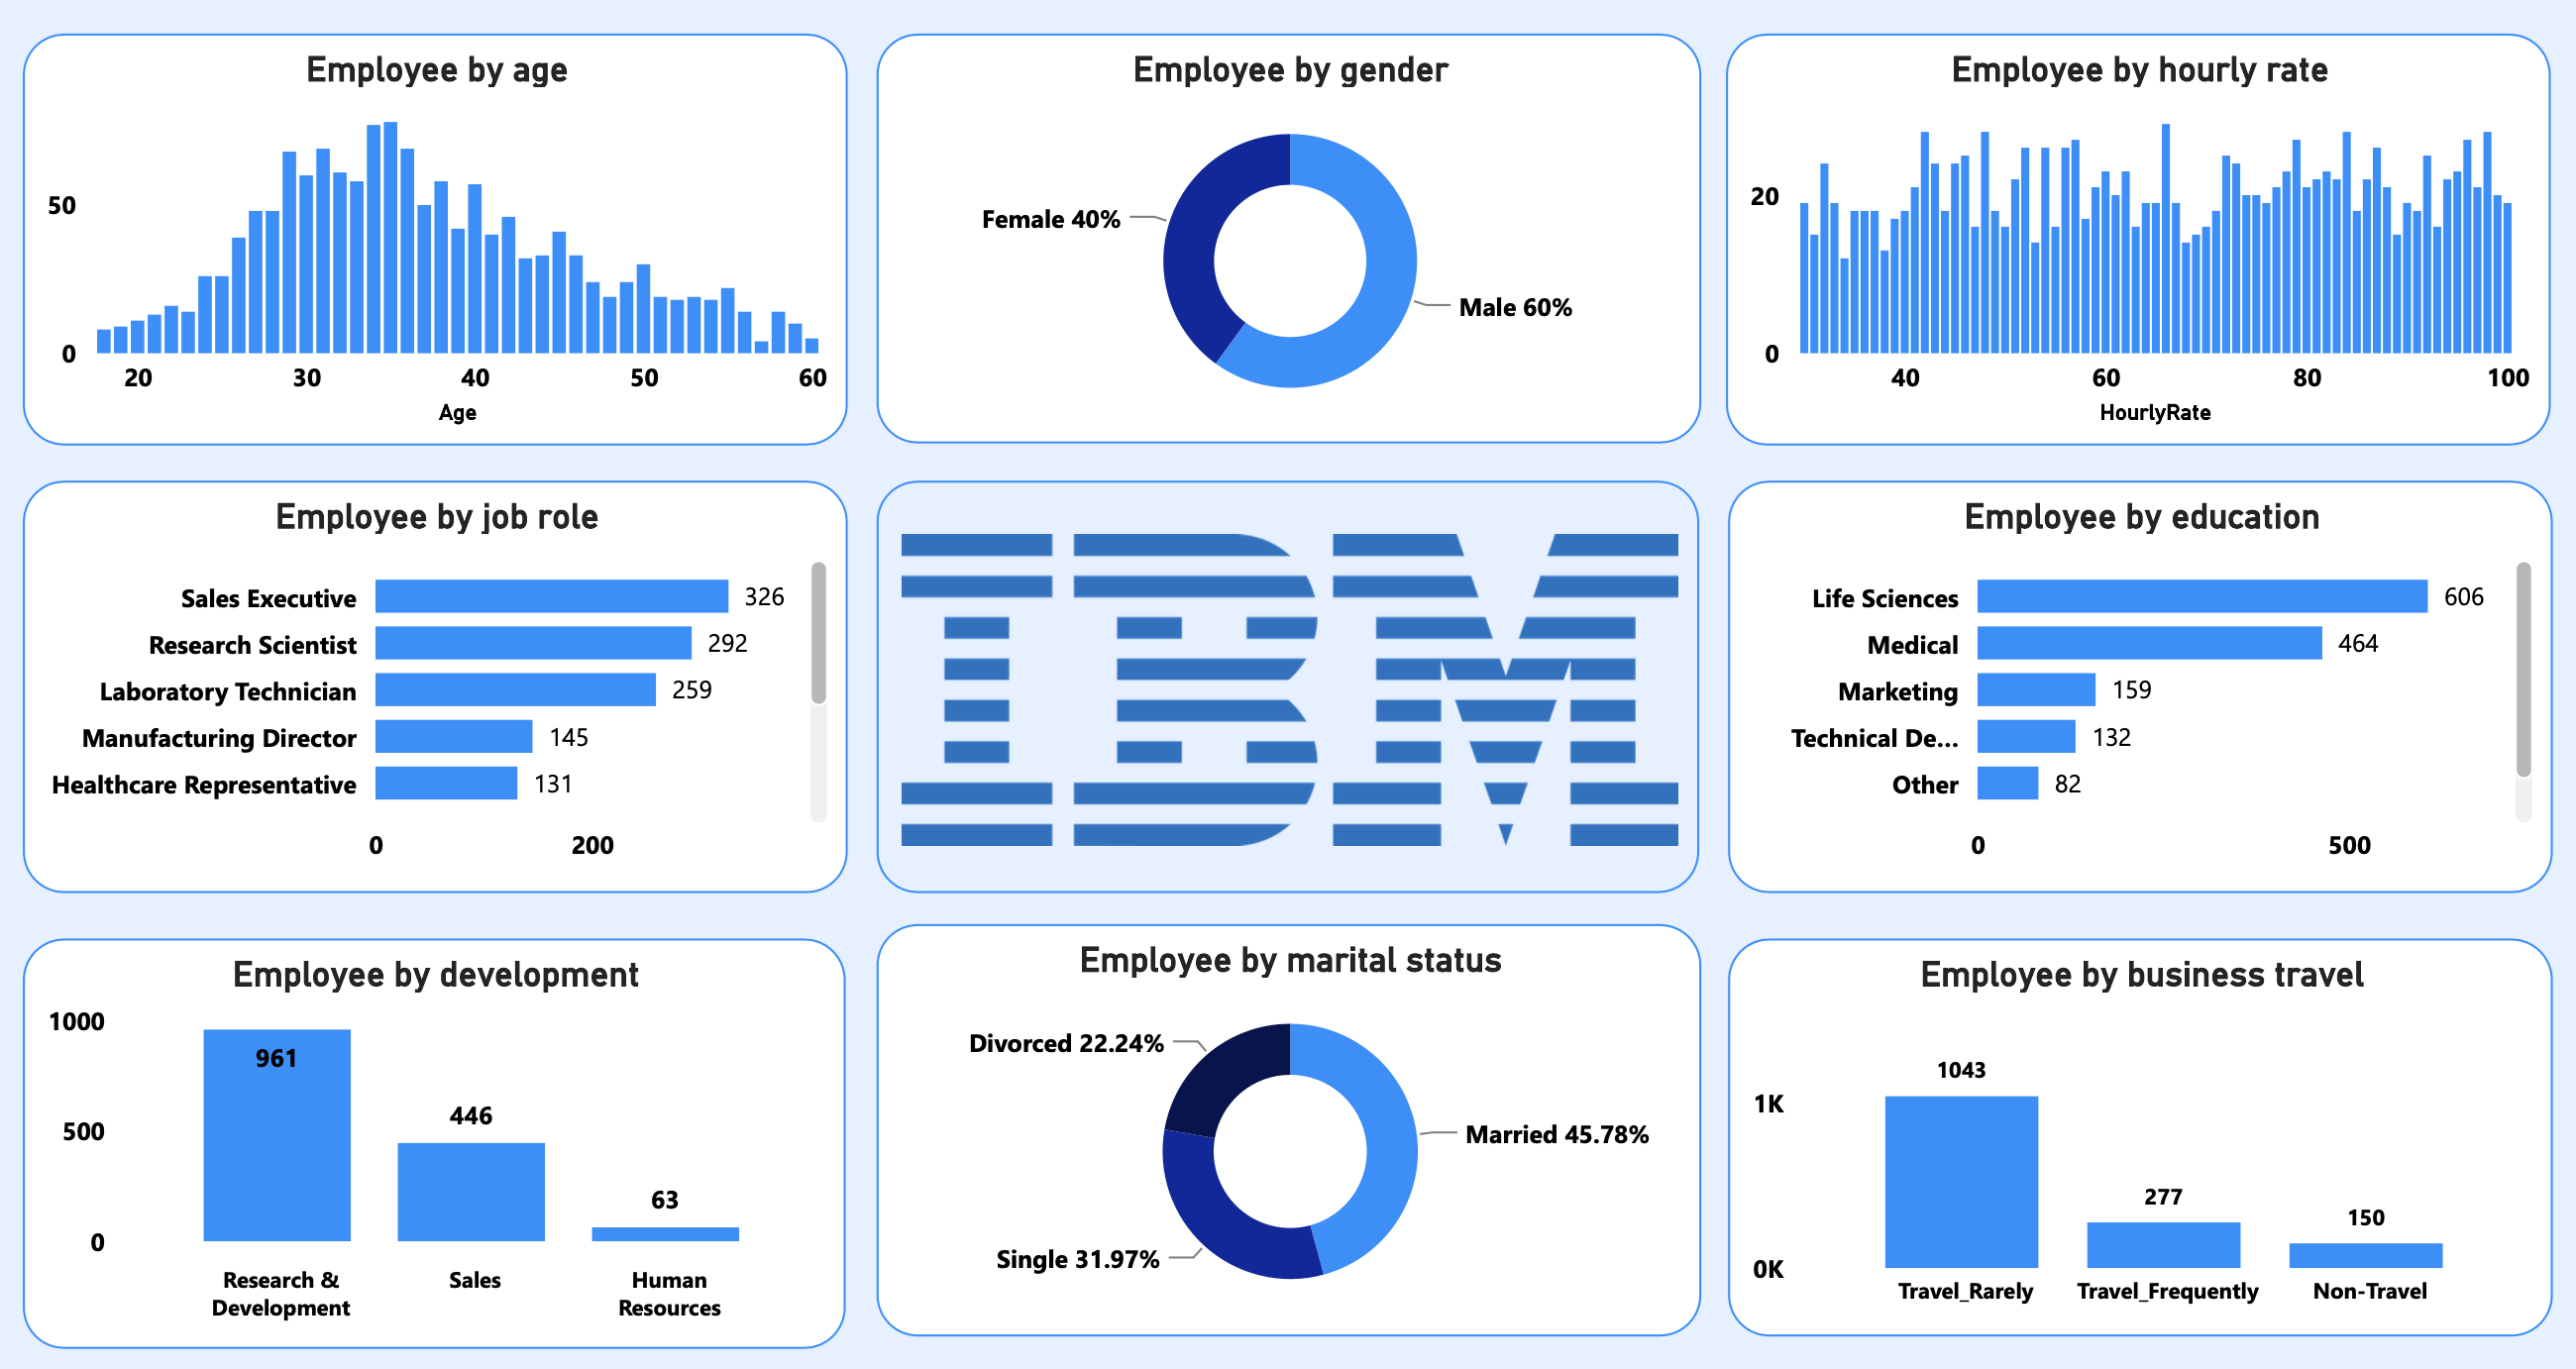 Employee by age
50
0
20 30 40 50 60
Age
Employee by gender
Female 40%
Male 60%
Employee by hourly rate
20
0
40 60 80 100
HourlyRate
Employee by job role
Sales Executive 326
Research Scientist 292
Laboratory Technician 259
Manufacturing Director 145
Healthcare Representative 131
0 200
IBM
Employee by education
Life Sciences 606
Medical 464
Marketing 159
Technical De... 132
Other 82
0 500
Employee by development
1000
500
0
961
446
63
Research &
Development
Sales
Human
Resources
Employee by marital status
Divorced 22.24%
Married 45.78%
Single 31.97%
Employee by business travel
1K
0K
1043
277
150
Travel_Rarely Travel_Frequently Non-Travel